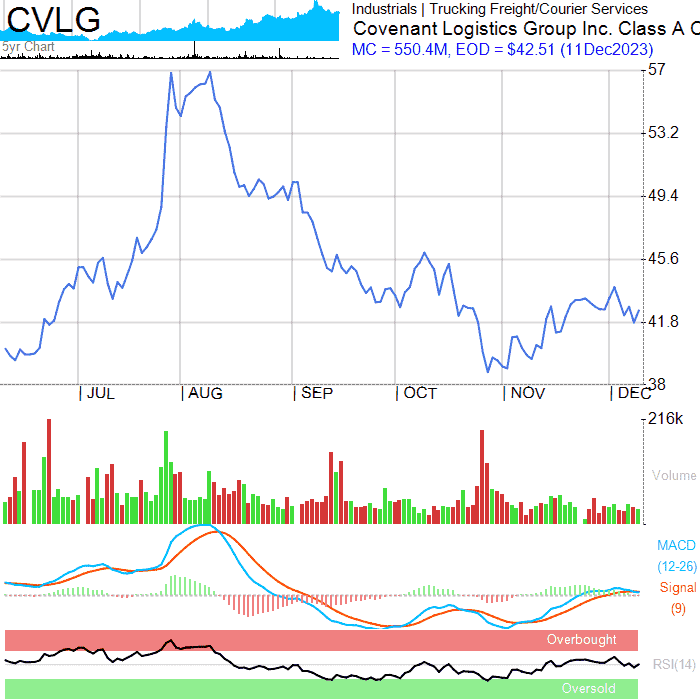 CVLG
5yr Chart
Industrials | Trucking Freight/Courier Services
Covenant Logistics Group Inc. Class A C
MC = 550.4M, EOD = $42.51 (11Dec2023)
57
53.2
49.4
45.6
41.8
38
JUL AUG SEP OCT NOV DEC
216k
Volume
MACD
(12-26)
Signal
(9)
Overbought
RSI(14)
Oversold